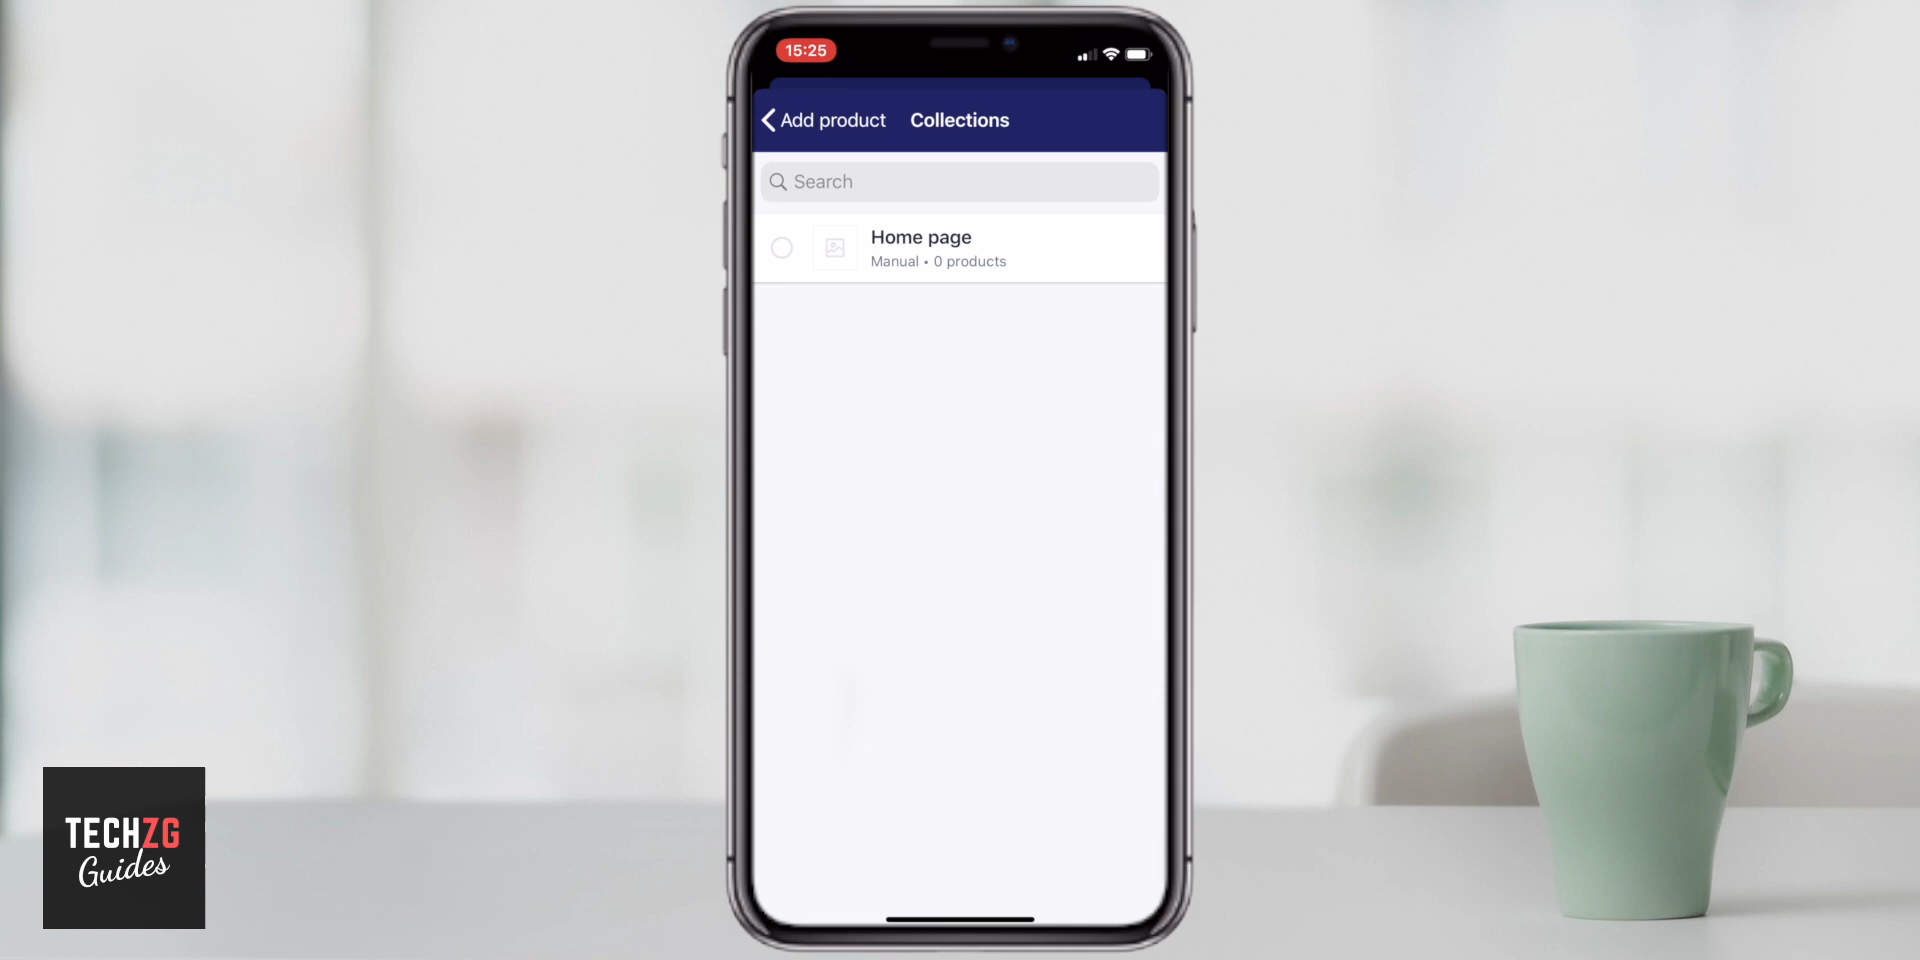 15:25
Add product
Collections
Search
Home page
Manual • 0 products
TECHZG
Guides